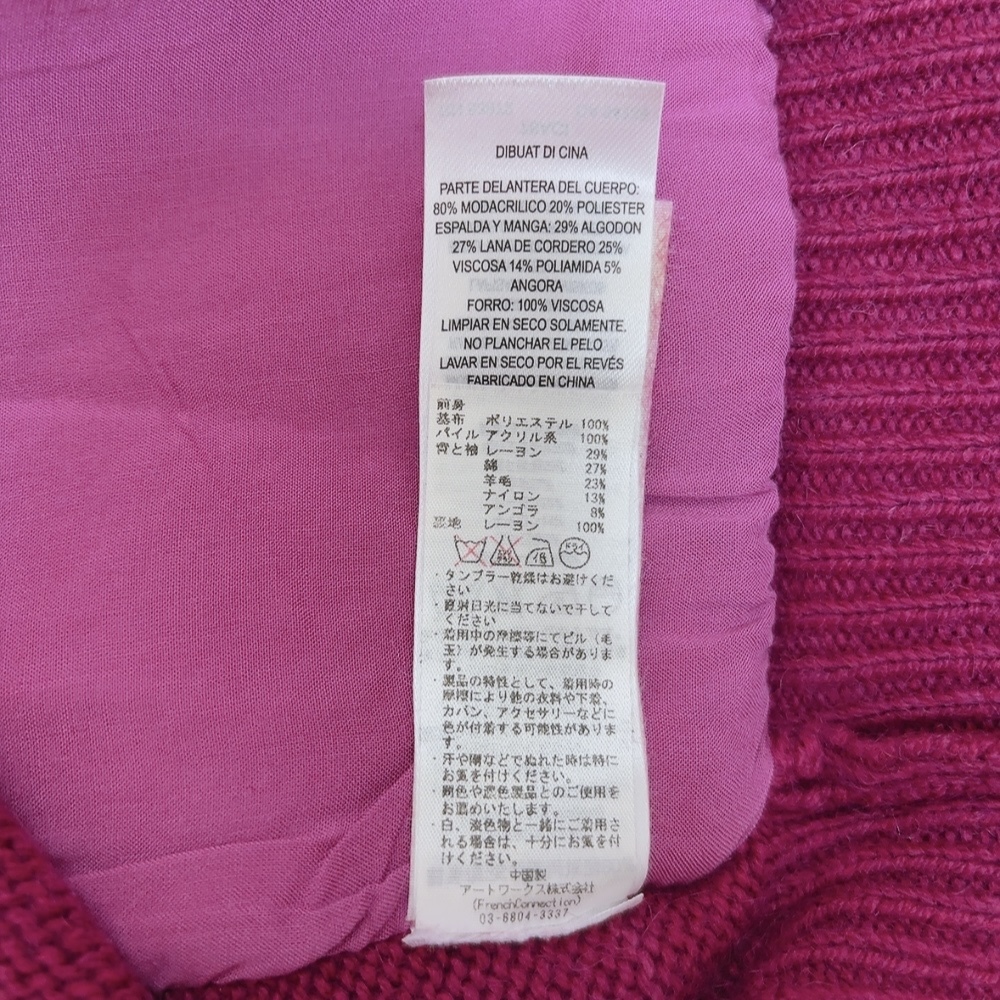 DIBUAT DI CINA
PARTE DELANTERA DEL CUERPO:
80% MODACRILICO 20% POLIESTER
ESPALDA Y MANGA: 29% ALGODON
27% LANA DE CORDERO 25%
VISCOSA 14% POLIAMIDA 5%
ANGORA
FORRO: 100% VISCOSA
LIMPIAR EN SECO SOLAMENTE.
NO PLANCHAR EL PELO
LAVAR EN SECO POR EL REVÉS
FABRICADO EN CHINA
前身
基布 ポリエステル 100%
パイル アクリル系 100%
背と袖 レーヨン 29%
綿 27%
羊毛 23%
ナイロン 13%
アンゴラ 8%
裏地 レーヨン 100%
ドライ
・タンブラー乾燥はお避けくだ
さい
・直射日光に当てないで干して
ください
・着用中の摩擦等にてピル（毛
玉）が発生する場合がありま
す。
・製品の特性として、着用時の
摩擦により他の衣料や下着、
カバン、アクセサリーなどに
色が付着する可能性がありま
す。
・汗や雨などでぬれた時は特に
お気を付けください。
・同色や濃色製品とのご使用を
お薦めいたします。
・白、淡色物と一緒にご着用さ
れる場合は、十分にお気を付
けください。
中国製
アートワークス株式会社
(FrenchConnection)
03-6804-3337